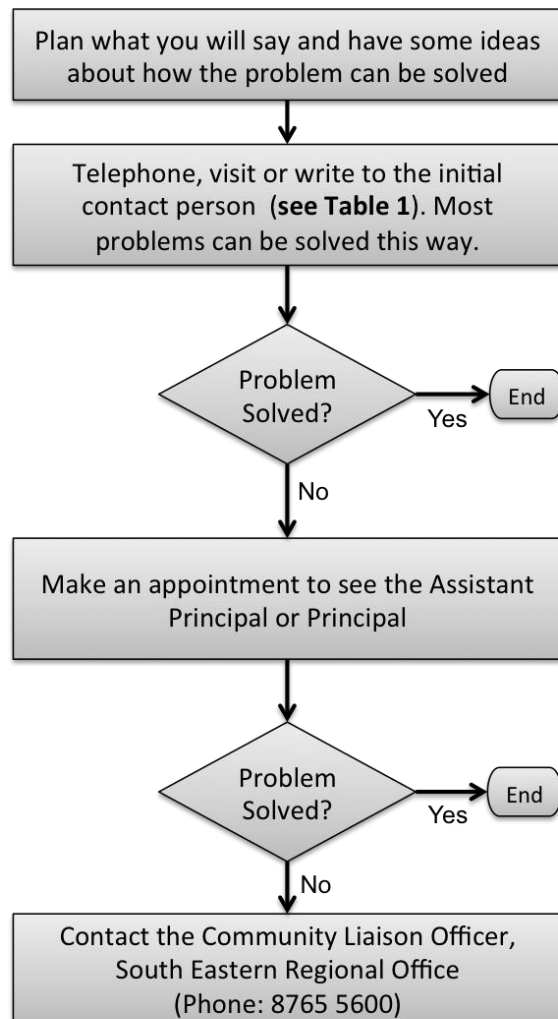 Plan what you will say and have some ideas
about how the problem can be solved
Telephone, visit or write to the initial
contact person (see Table 1). Most
problems can be solved this way.
Problem
Solved?
Yes
End
No
Make an appointment to see the Assistant
Principal or Principal
Problem
Solved?
Yes
End
No
Contact the Community Liaison Officer,
South Eastern Regional Office
(Phone: 8765 5600)